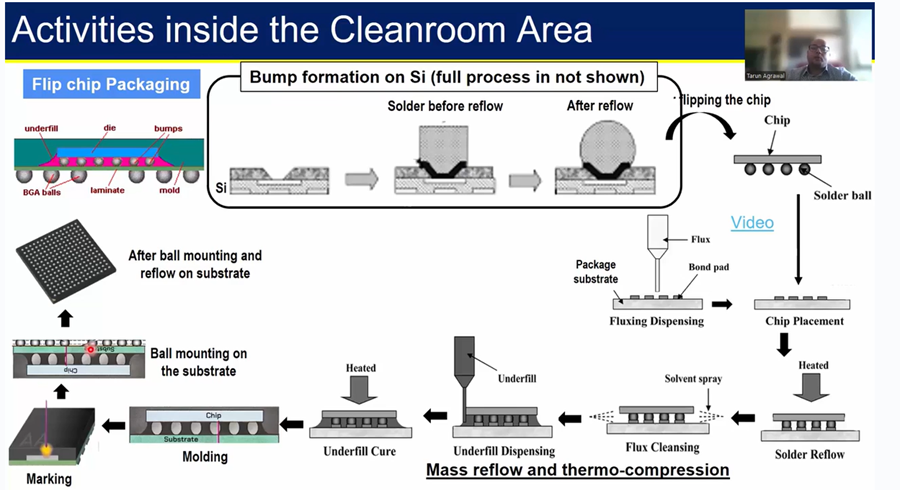 Activities inside the Cleanroom Area
Tarun Agrawal
Flip chip Packaging
Bump formation on Si (full process in not shown)
Solder before reflow
After reflow
flipping the chip
Si
underfill
die
bumps
BGA balls
laminate
mold
Chip
Solder ball
Video
Flux
Package
substrate
Bond pad
Fluxing Dispensing
Chip Placement
After ball mounting and
reflow on substrate
Ball mounting on
the substrate
Substr
Chip
Heated
Underfill
Solvent spray
Heated
Chip
Substrate
Marking
Molding
Underfill Cure
Underfill Dispensing
Flux Cleansing
Solder Reflow
Mass reflow and thermo-compression